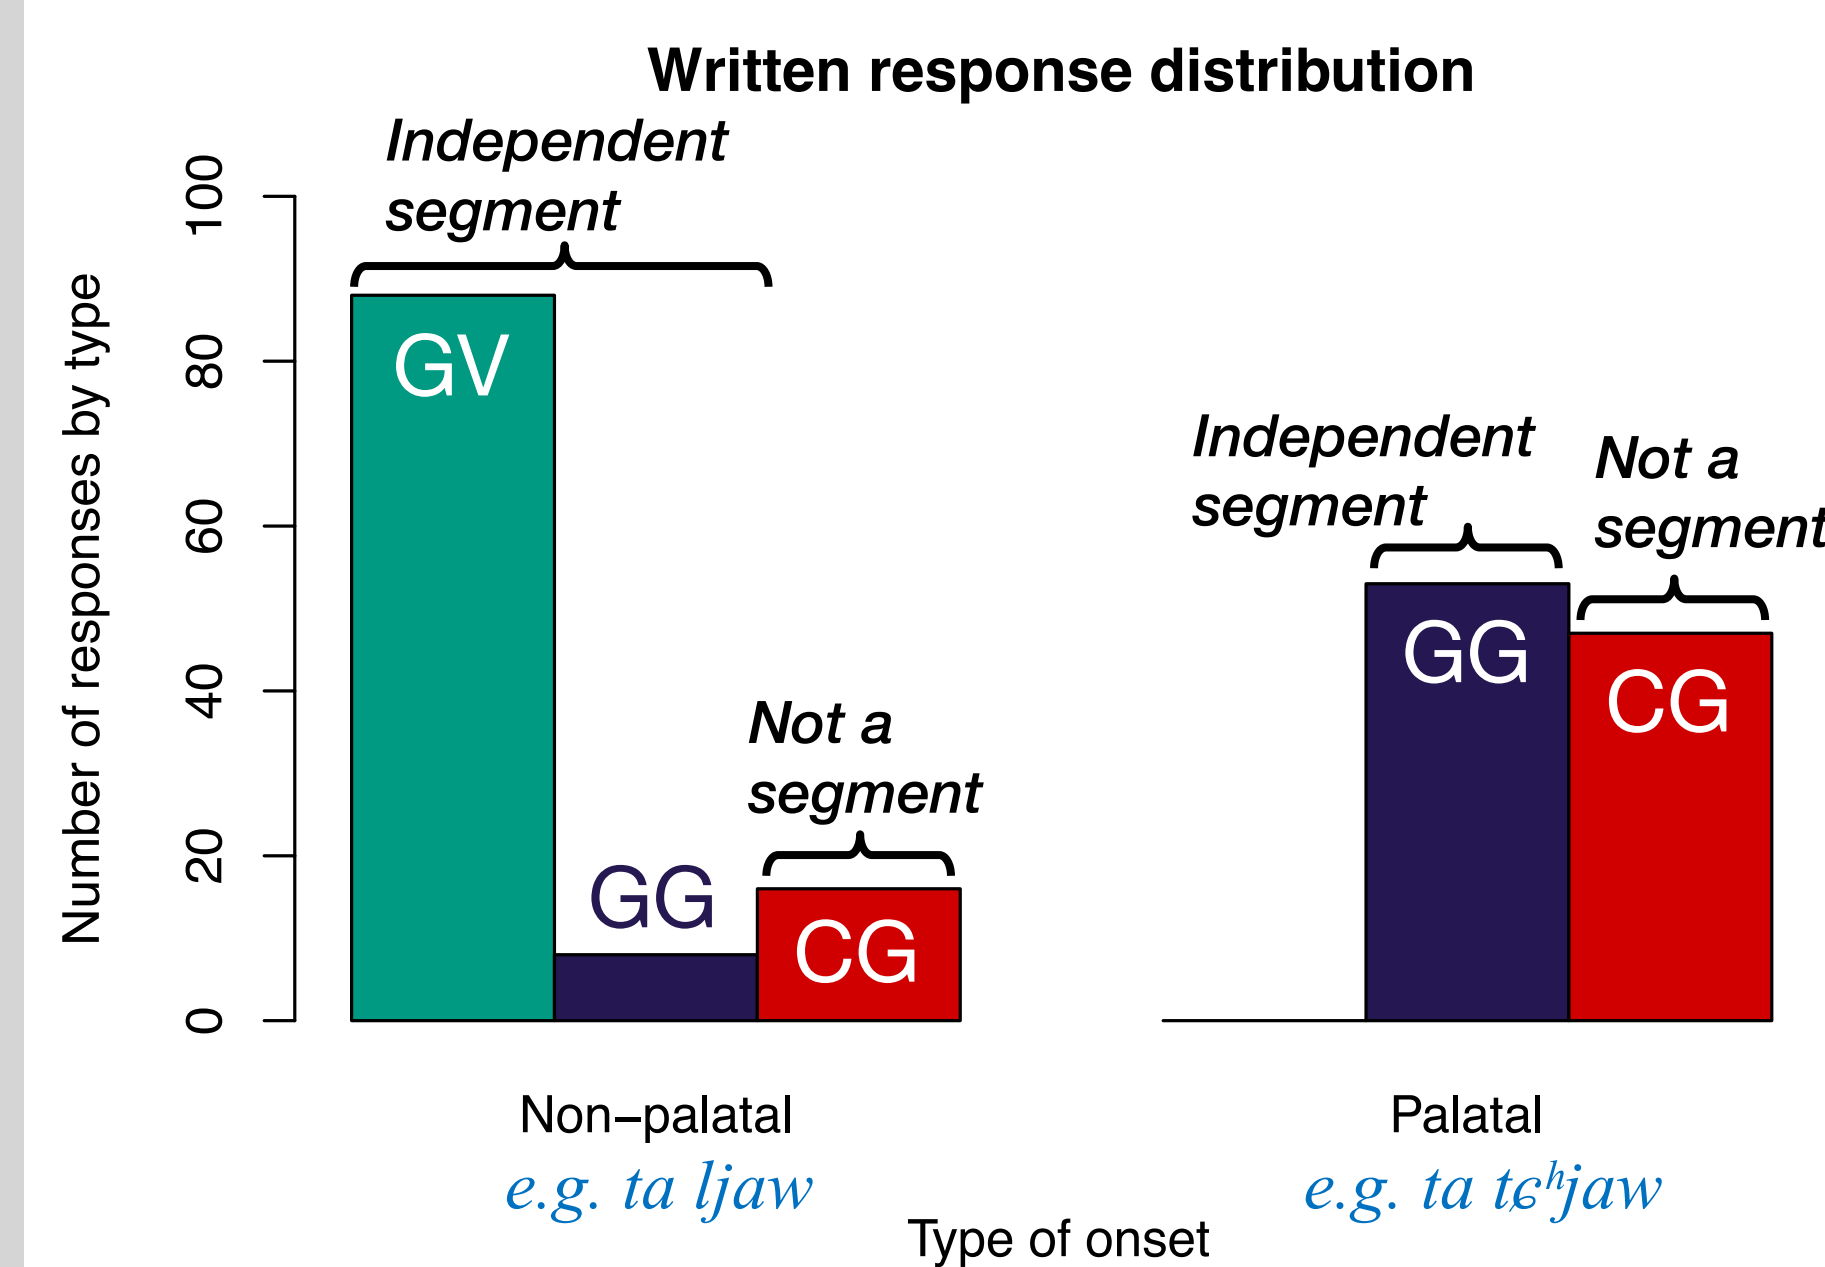 Written response distribution
Independent
segment
Number of responses by type
100
80
60
40
20
0
GV
GG
CG
Not a
segment
Independent
segment
Not a
segment
GG
CG
Non−palatal
Palatal
e.g. ta ljaw
e.g. ta tɕʰjaw
Type of onset